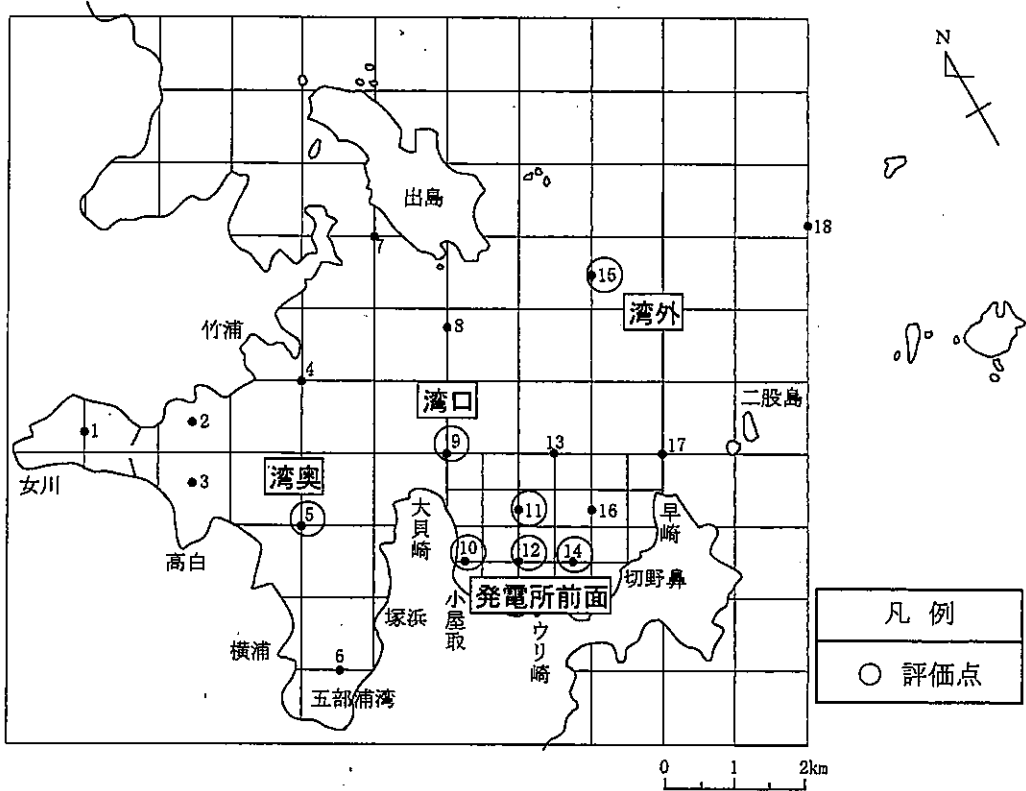 N
出島
18
7
15
湾外
8
竹浦
4
湾口
二股島
1
2
9
13
17
女川
3
湾奥
5
大貝崎
11
16
早崎
高白
10
12
14
切野鼻
発電所前面
小屋取
塚浜
ウリ崎
横浦
6
五部浦湾
凡 例
○ 評価点
0 1 2km